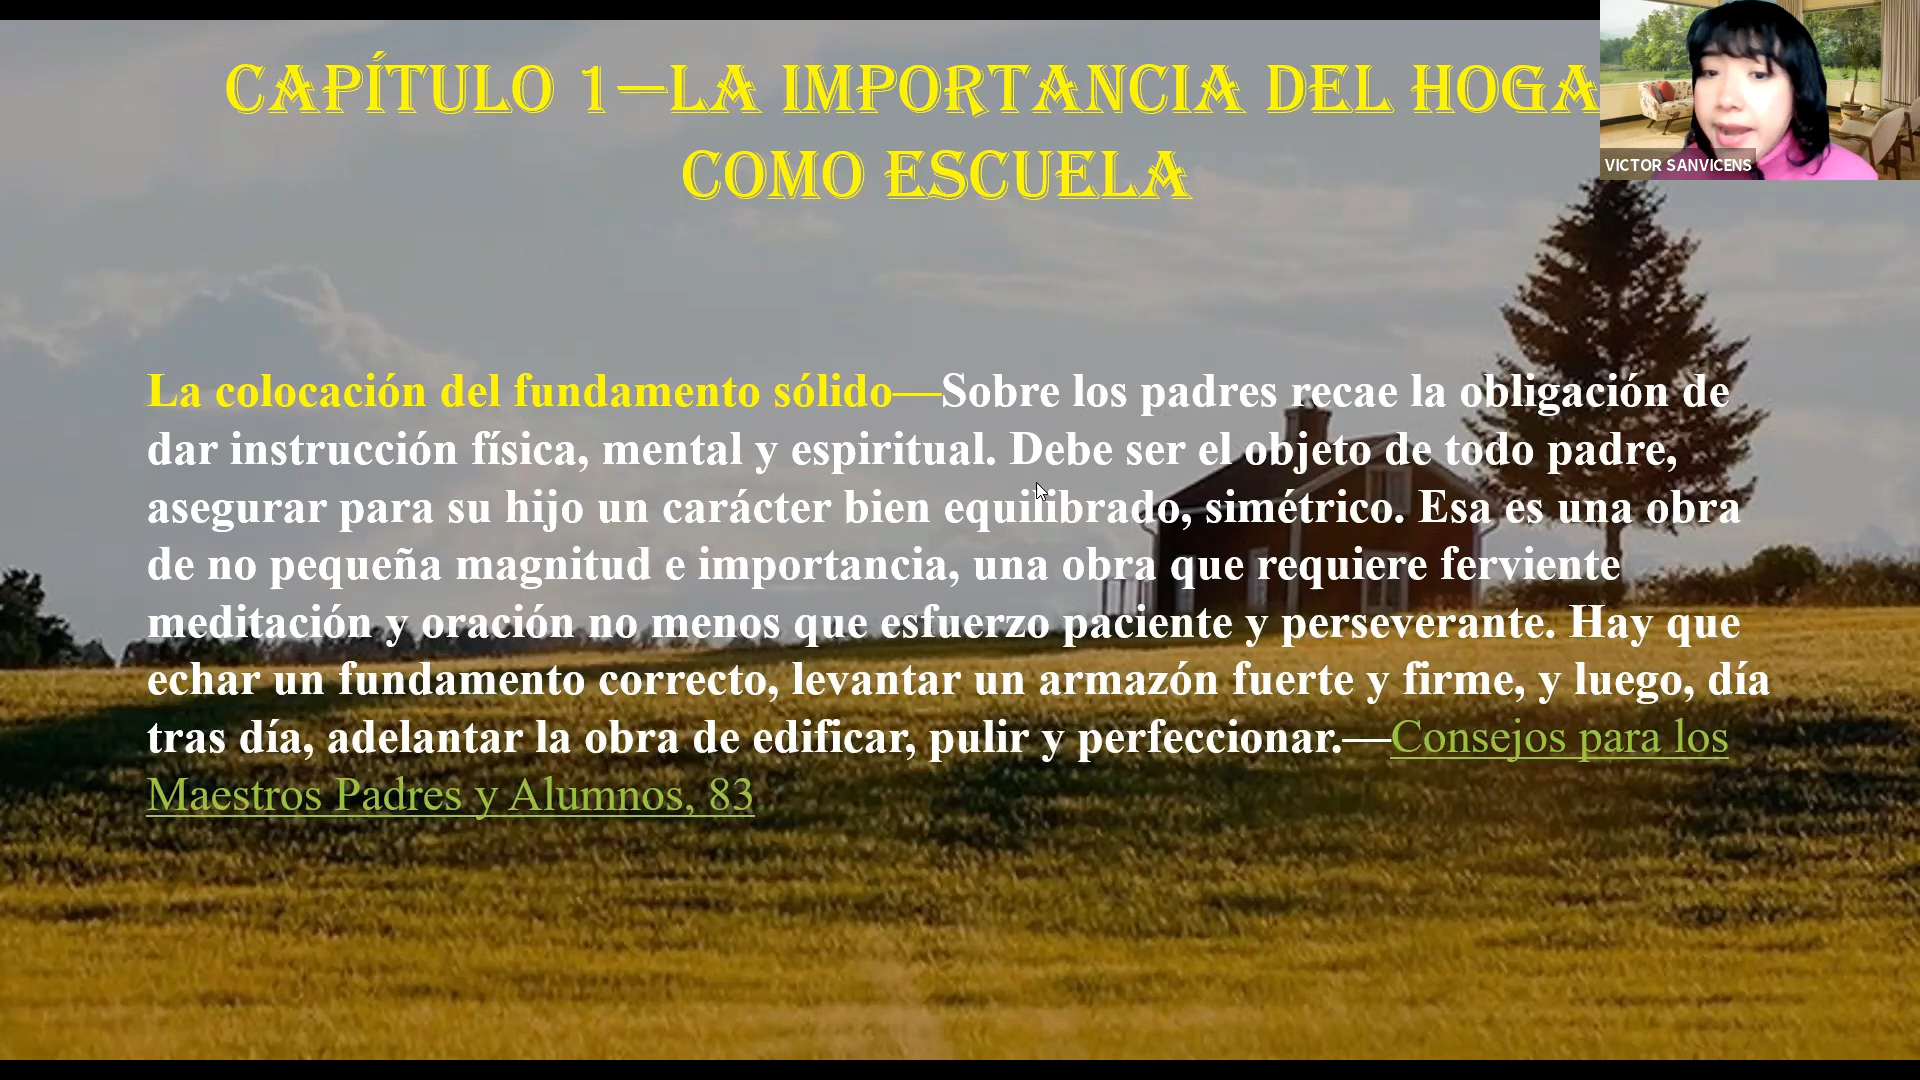 CAPÍTULO 1—LA IMPORTANCIA DEL HOGA
COMO ESCUELA
VICTOR SANVICENS
La colocación del fundamento sólido—Sobre los padres recae la obligación de
dar instrucción física, mental y espiritual. Debe ser el objeto de todo padre,
asegurar para su hijo un carácter bien equilibrado, simétrico. Esa es una obra
de no pequeña magnitud e importancia, una obra que requiere ferviente
meditación y oración no menos que esfuerzo paciente y perseverante. Hay que
echar un fundamento correcto, levantar un armazón fuerte y firme, y luego, día
tras día, adelantar la obra de edificar, pulir y perfeccionar.—Consejos para los
Maestros Padres y Alumnos, 83